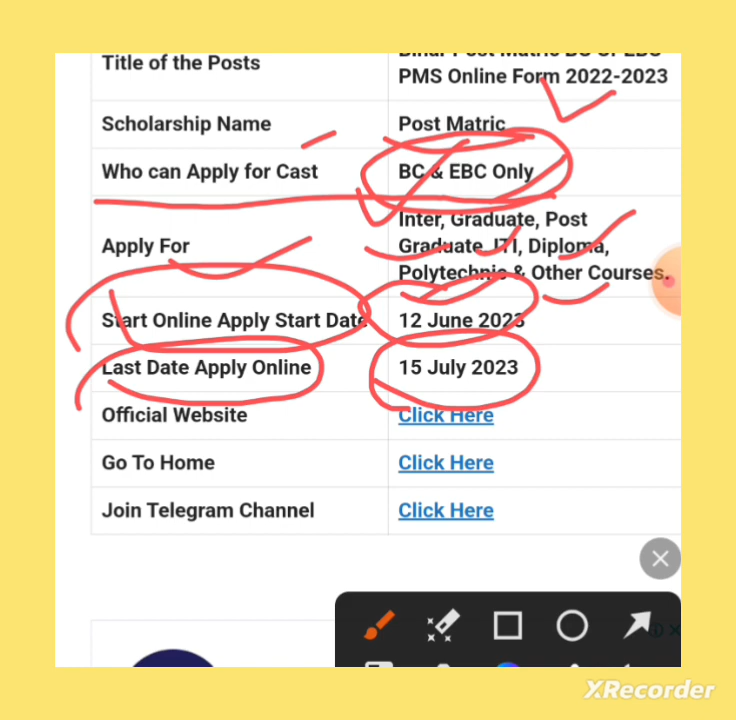 Title of the Posts
PMS Online Form 2022-2023
Scholarship Name Post Matric
Who can Apply for Cast BC & EBC Only
Inter, Graduate, Post
Apply For Graduate, ITI, Diploma,
Polytechnic & Other Courses.
Start Online Apply Start Date 12 June 2023
Last Date Apply Online 15 July 2023
Official Website Click Here
Go To Home Click Here
Join Telegram Channel Click Here
XRecorder